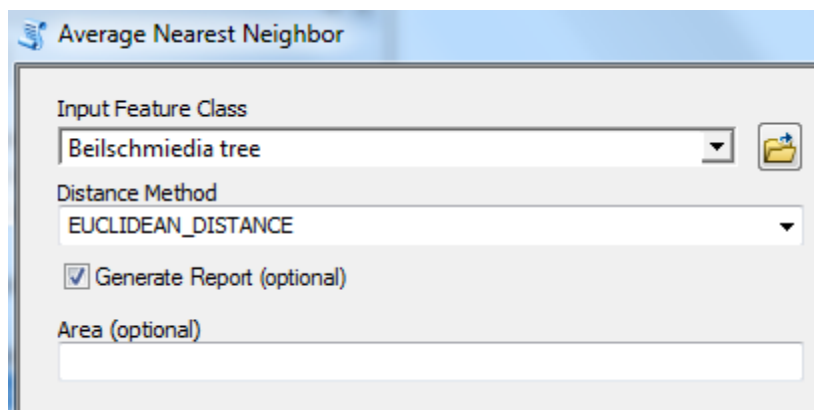 Average Nearest Neighbor
Input Feature Class
Beilschmiedia tree
Distance Method
EUCLIDEAN_DISTANCE
Generate Report (optional)
Area (optional)